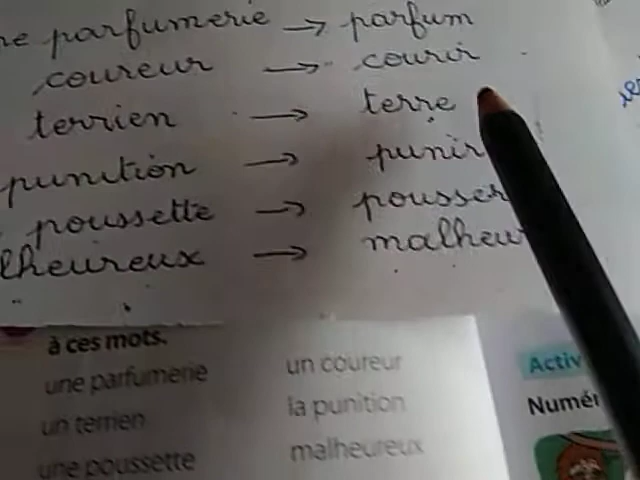 ne parfumerie → parfum
coureur → courir
terrien → terre
punition → punir
poussette → pousser
lheureux → malheu
à ces mots.
une parfumerie un coureur
un terrien la punition
une poussette malheureux
Activ
Numér